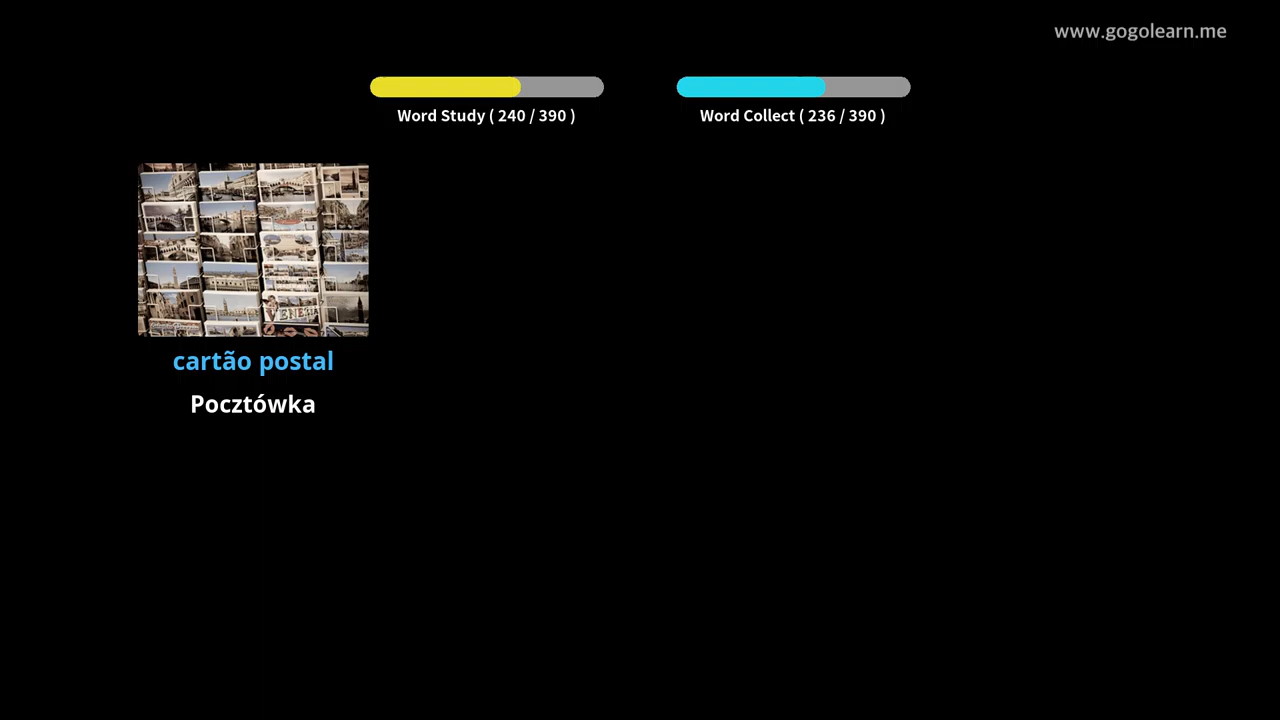 www.gogolearn.me
Word Study ( 240 / 390 )
Word Collect ( 236 / 390 )
cartão postal
Pocztówka